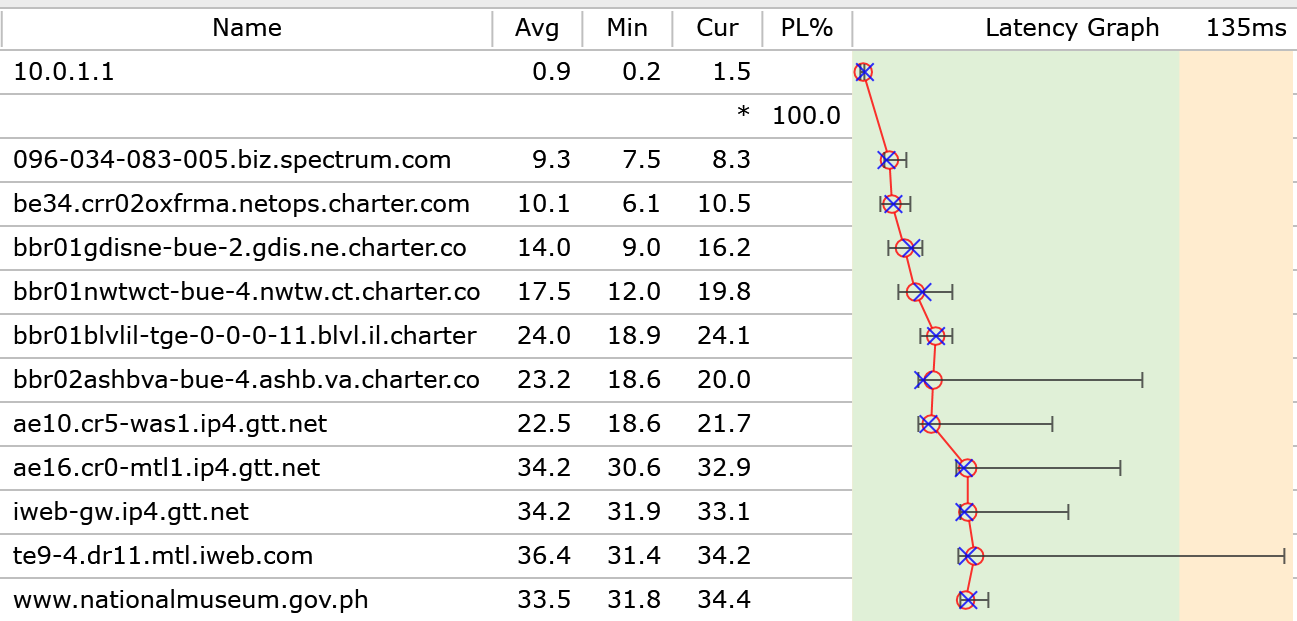 Name Avg Min Cur PL% Latency Graph 135ms
10.0.1.1 0.9 0.2 1.5
* 100.0
096-034-083-005.biz.spectrum.com 9.3 7.5 8.3
be34.crr02oxfrma.netops.charter.com 10.1 6.1 10.5
bbr01gdisne-bue-2.gdis.ne.charter.co 14.0 9.0 16.2
bbr01nwtwct-bue-4.nwtw.ct.charter.co 17.5 12.0 19.8
bbr01blvlil-tge-0-0-0-11.blvl.il.charter 24.0 18.9 24.1
bbr02ashbva-bue-4.ashb.va.charter.co 23.2 18.6 20.0
ae10.cr5-was1.ip4.gtt.net 22.5 18.6 21.7
ae16.cr0-mtl1.ip4.gtt.net 34.2 30.6 32.9
iweb-gw.ip4.gtt.net 34.2 31.9 33.1
te9-4.dr11.mtl.iweb.com 36.4 31.4 34.2
www.nationalmuseum.gov.ph 33.5 31.8 34.4